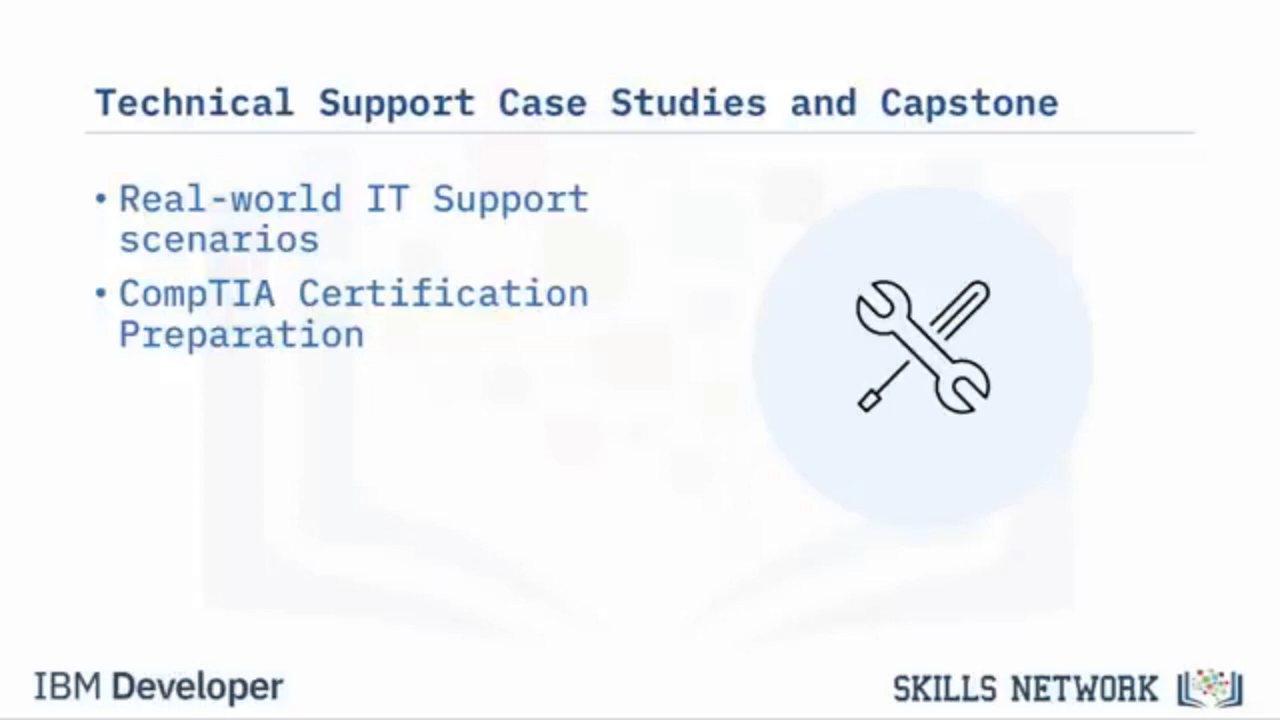 Technical Support Case Studies and Capstone
• Real-world IT Support
scenarios
• CompTIA Certification
Preparation
IBM Developer
SKILLS NETWORK